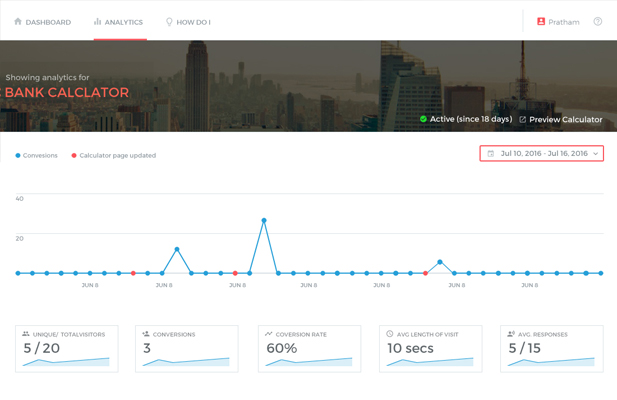 DASHBOARD
ANALYTICS
HOW DO I
Pratham
Showing analytics for
BANK CALCLATOR
Active (since 18 days)
Preview Calculator
Convesions
Calculator page updated
Jul 10, 2016 - Jul 16, 2016
40
20
JUN 8 JUN 8 JUN 8 JUN 8 JUN 8 JUN 8 JUN 8
UNIQUE/ TOTALVISITORS
5 / 20
CONVERSIONS
3
COVERSION RATE
60%
AVG LENGTH OF VISIT
10 secs
AVG. RESPONSES
5 / 15